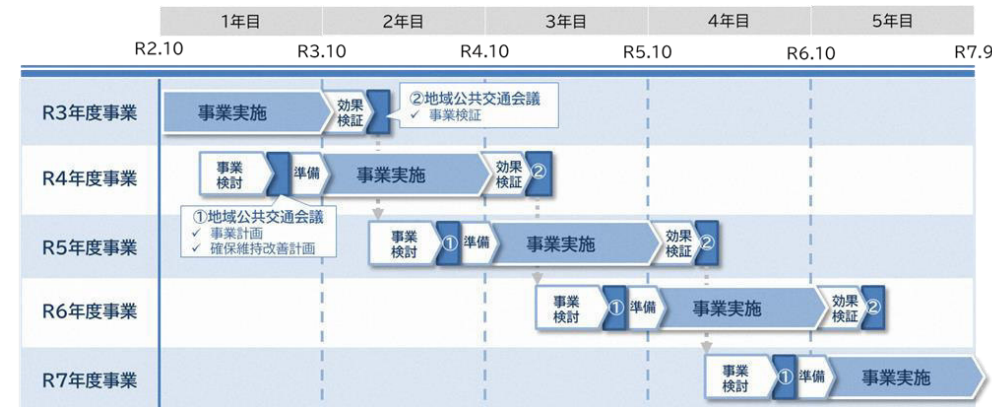 1年目 2年目 3年目 4年目 5年目
R2.10 R3.10 R4.10 R5.10 R6.10 R7.9
R3年度事業
事業実施
効果
検証
②地域公共交通会議
✓ 事業検証
R4年度事業
事業
検討
準備
事業実施
効果
検証
②
①地域公共交通会議
✓ 事業計画
✓ 確保維持改善計画
R5年度事業
事業
検討
①
準備
事業実施
効果
検証
②
R6年度事業
事業
検討
①
準備
事業実施
効果
検証
②
R7年度事業
事業
検討
①
準備
事業実施